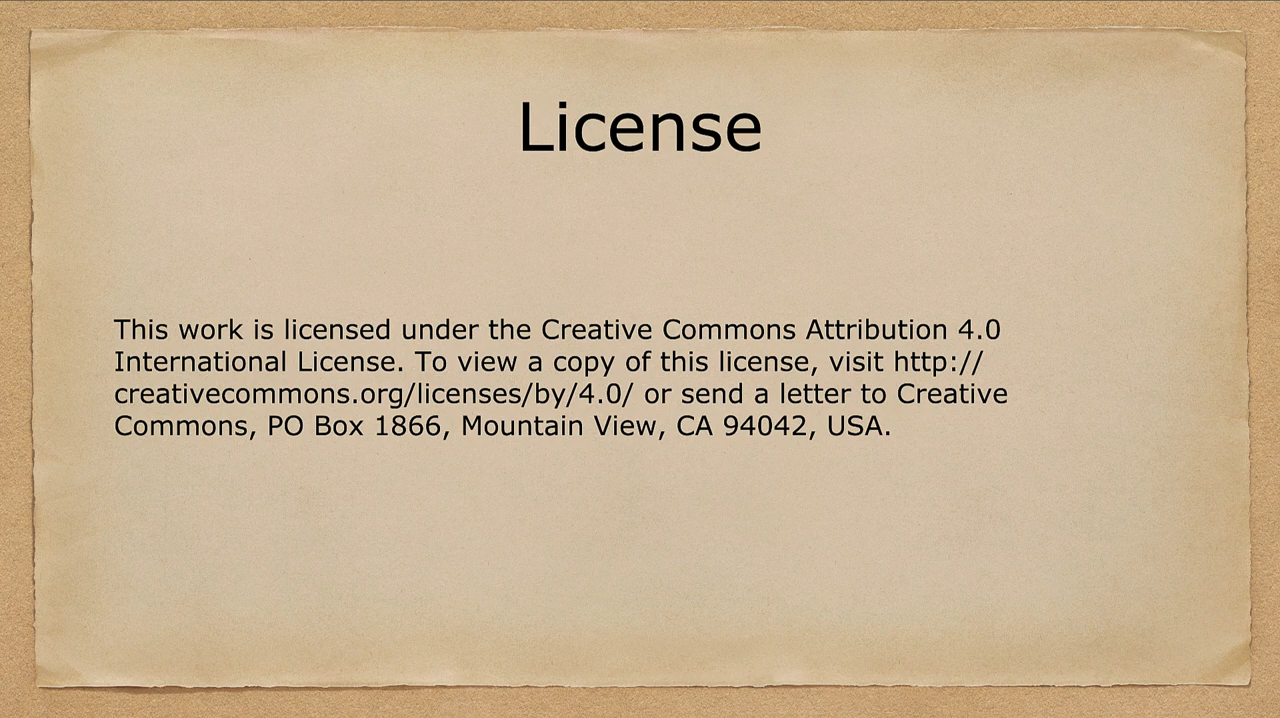 License
This work is licensed under the Creative Commons Attribution 4.0
International License. To view a copy of this license, visit http://
creativecommons.org/licenses/by/4.0/ or send a letter to Creative
Commons, PO Box 1866, Mountain View, CA 94042, USA.